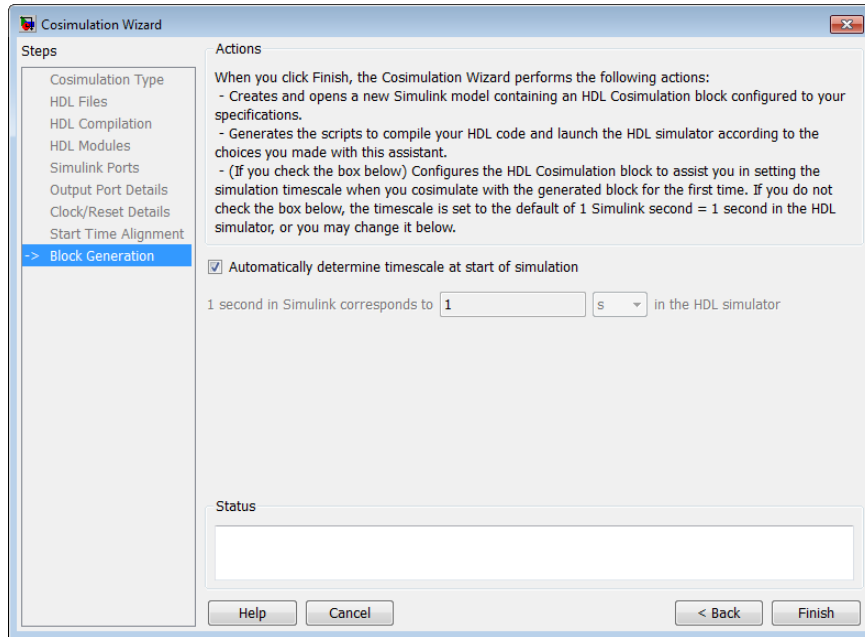 Cosimulation Wizard
Steps
Cosimulation Type
HDL Files
HDL Compilation
HDL Modules
Simulink Ports
Output Port Details
Clock/Reset Details
Start Time Alignment
-> Block Generation
Actions
When you click Finish, the Cosimulation Wizard performs the following actions:
- Creates and opens a new Simulink model containing an HDL Cosimulation block configured to your
specifications.
- Generates the scripts to compile your HDL code and launch the HDL simulator according to the
choices you made with this assistant.
- (If you check the box below) Configures the HDL Cosimulation block to assist you in setting the
simulation timescale when you cosimulate with the generated block for the first time. If you do not
check the box below, the timescale is set to the default of 1 Simulink second = 1 second in the HDL
simulator, or you may change it below.
Automatically determine timescale at start of simulation
1 second in Simulink corresponds to 1 s in the HDL simulator
Status
Help Cancel < Back Finish